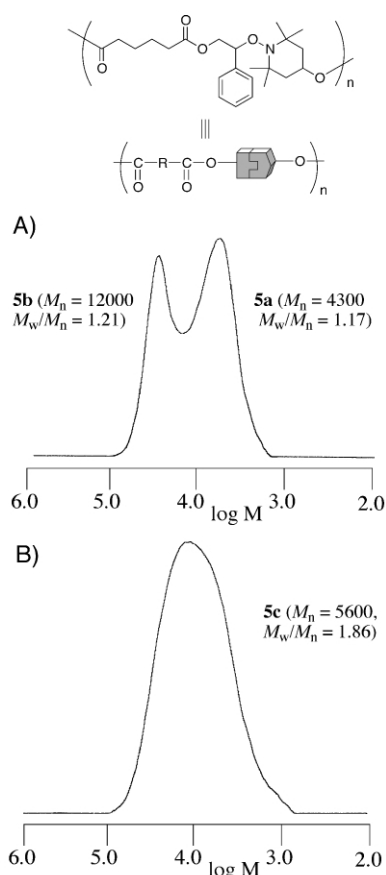 O
O
O
O
N
O
n
C
R
C
O
O
O
O
n
A)
5b (Mn = 12000
Mw/Mn = 1.21)
5a (Mn = 4300
Mw/Mn = 1.17)
6.0 5.0 4.0 3.0 2.0
log M
B)
5c (Mn = 5600,
Mw/Mn = 1.86)
6.0 5.0 4.0 3.0 2.0
log M